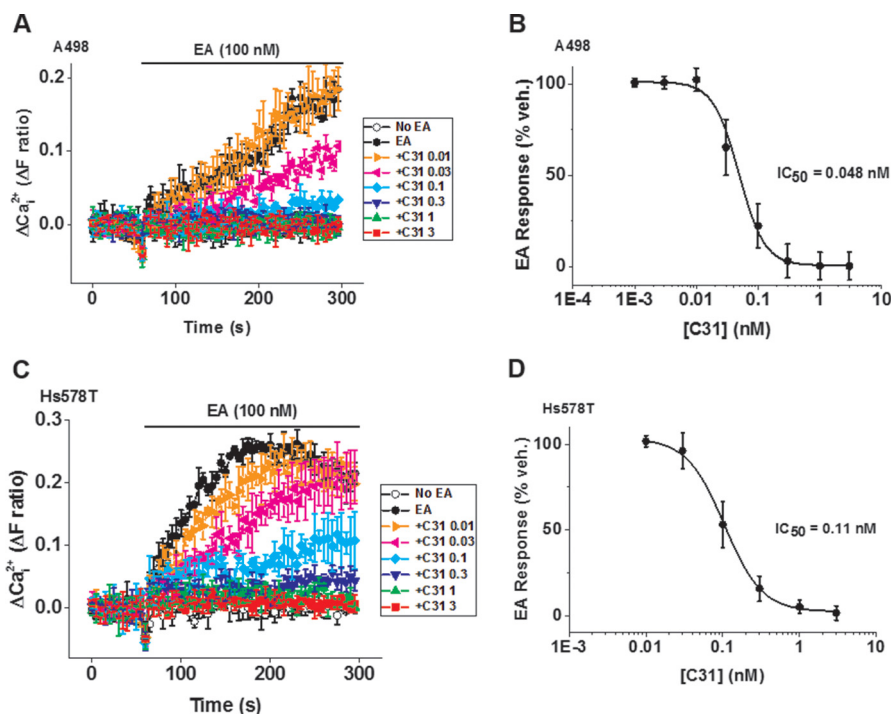 A
A498
EA (100 nM)
0.2
0.1
0.0
ΔCa²⁺ᵢ (ΔF ratio)
No EA
EA
+C31 0.01
+C31 0.03
+C31 0.1
+C31 0.3
+C31 1
+C31 3
0 100 200 300
Time (s)
B
A498
100
50
0
EA Response (% veh.)
IC₅₀ = 0.048 nM
1E-4 1E-3 0.01 0.1 1 10
[C31] (nM)
C
Hs578T
EA (100 nM)
0.3
0.2
0.1
0.0
ΔCa²⁺ᵢ (ΔF ratio)
No EA
EA
+C31 0.01
+C31 0.03
+C31 0.1
+C31 0.3
+C31 1
+C31 3
0 100 200 300
Time (s)
D
Hs578T
100
50
0
EA Response (% veh.)
IC₅₀ = 0.11 nM
1E-3 0.01 0.1 1 10
[C31] (nM)